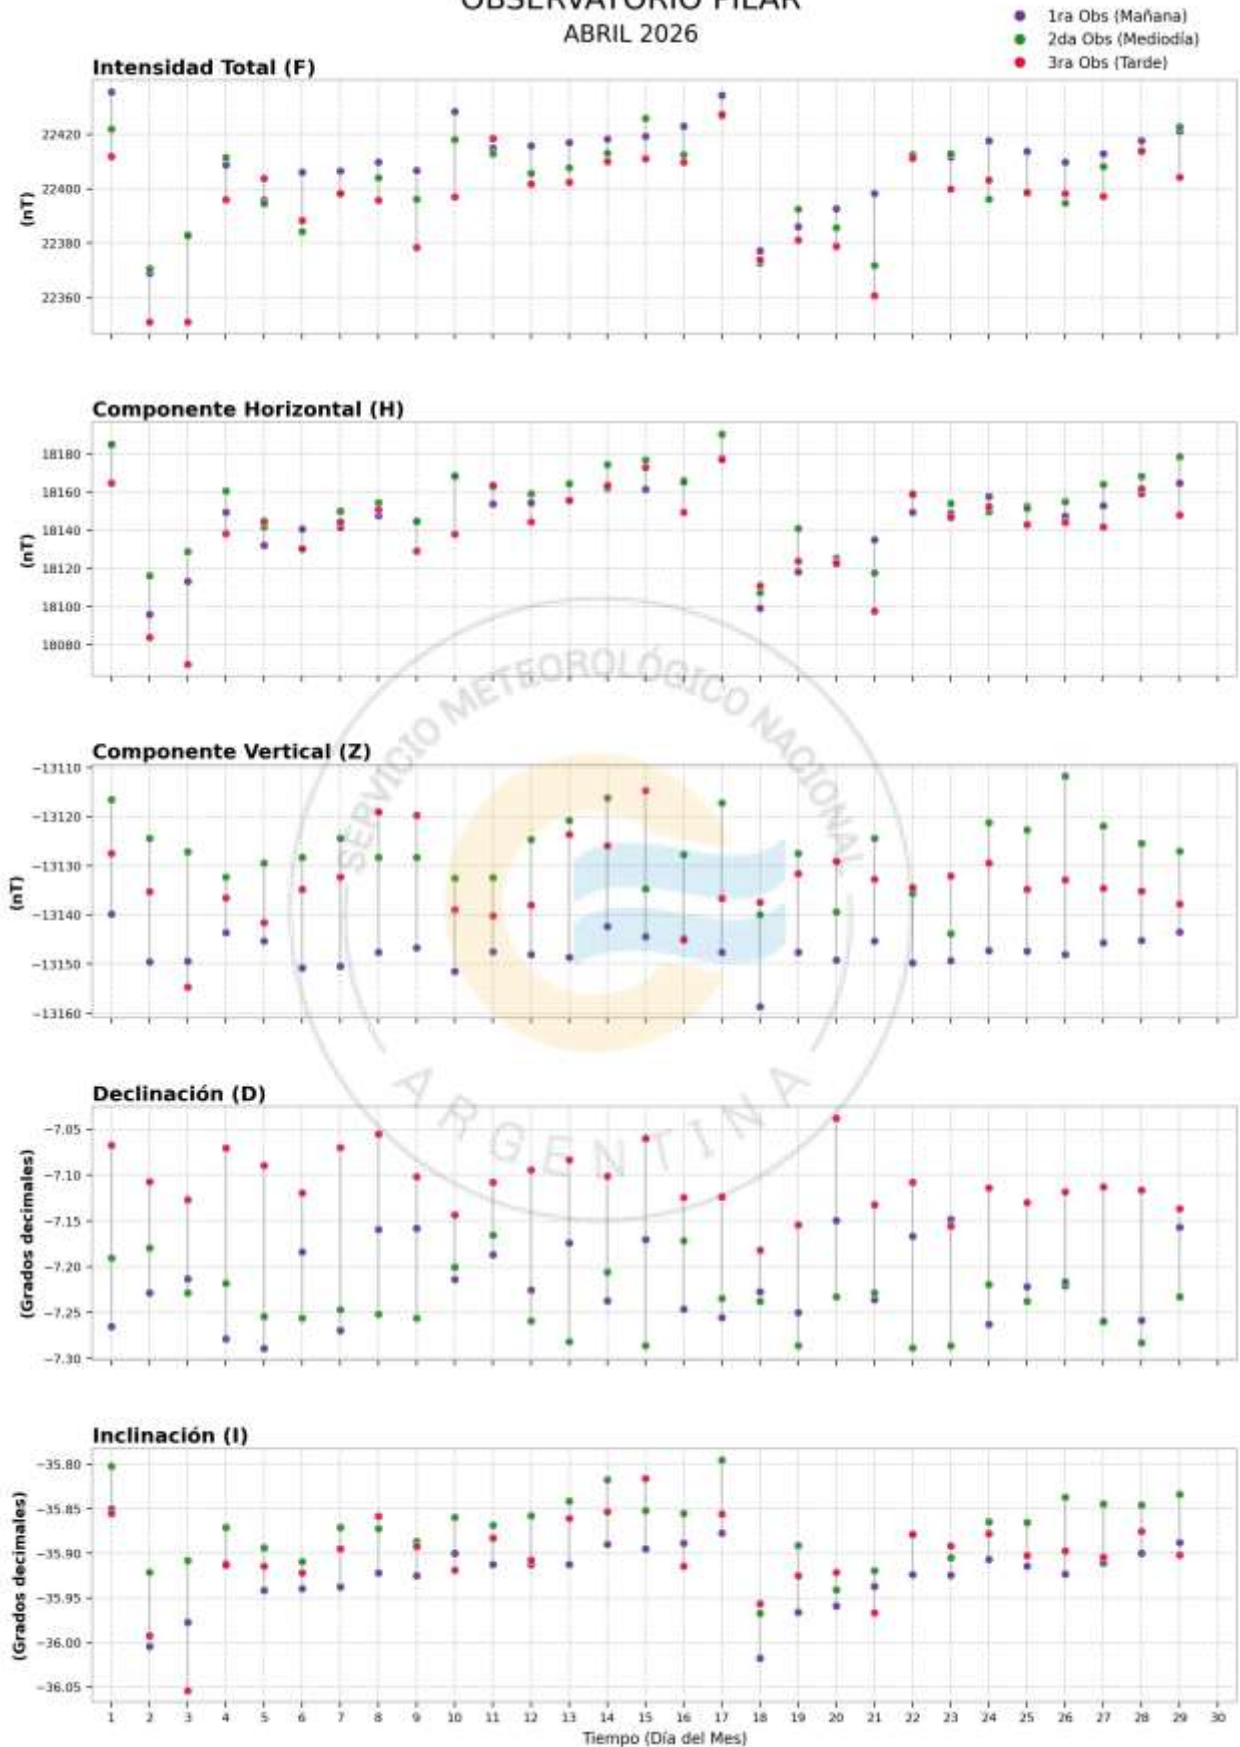 OBSERVATORIO PILAR
ABRIL 2026
1ra Obs (Mañana)
2da Obs (Mediodía)
3ra Obs (Tarde)
Intensidad Total (F)
22420
22400
22380
22360
(nT)
Componente Horizontal (H)
18180
18160
18140
18120
18100
18080
(nT)
SERVICIO METEOROLÓGICO NACIONAL
ARGENTINA
Componente Vertical (Z)
−13110
−13120
−13130
−13140
−13150
−13160
(nT)
Declinación (D)
−7.05
−7.10
−7.15
−7.20
−7.25
−7.30
(Grados decimales)
Inclinación (I)
−35.80
−35.85
−35.90
−35.95
−36.00
−36.05
(Grados decimales)
1 2 3 4 5 6 7 8 9 10 11 12 13 14 15 16 17 18 19 20 21 22 23 24 25 26 27 28 29 30
Tiempo (Día del Mes)